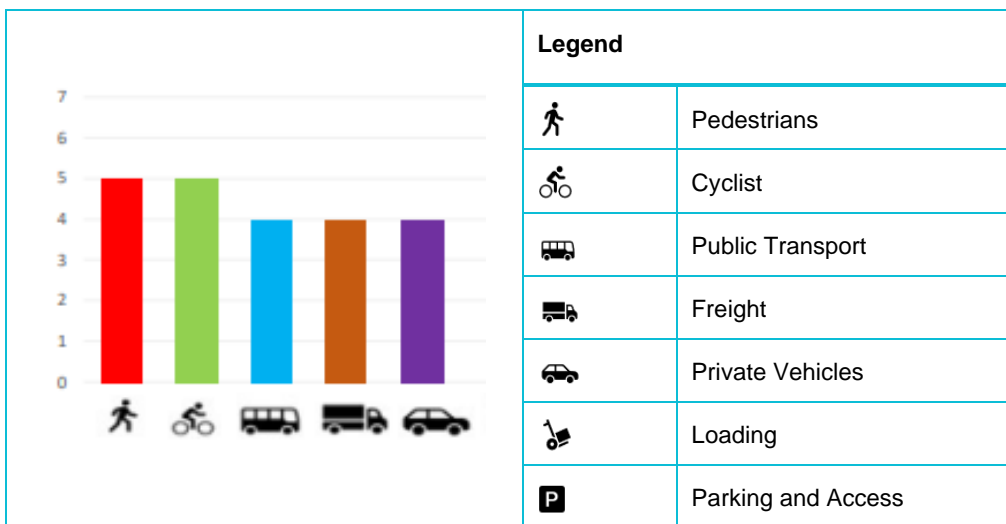 7
6
5
4
3
2
1
0
Legend
Pedestrians
Cyclist
Public Transport
Freight
Private Vehicles
Loading
P Parking and Access